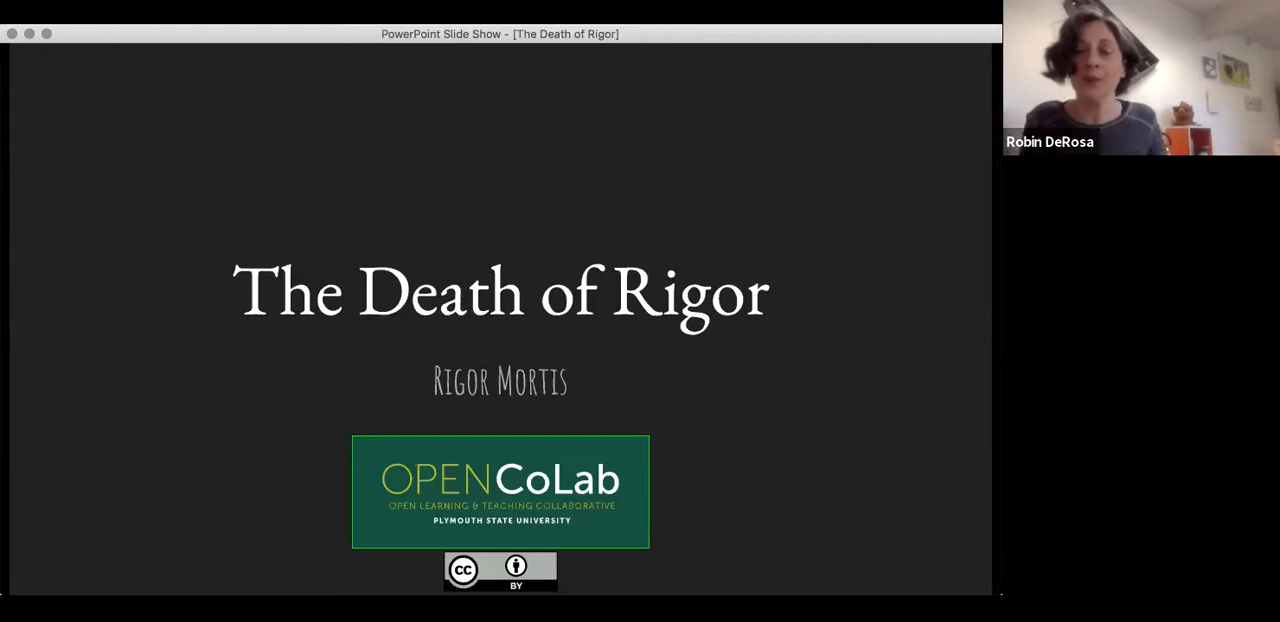 PowerPoint Slide Show - [The Death of Rigor]
Robin DeRosa
The Death of Rigor
Rigor Mortis
OPEN CoLab
OPEN LEARNING & TEACHING COLLABORATIVE
PLYMOUTH STATE UNIVERSITY
CC
BY